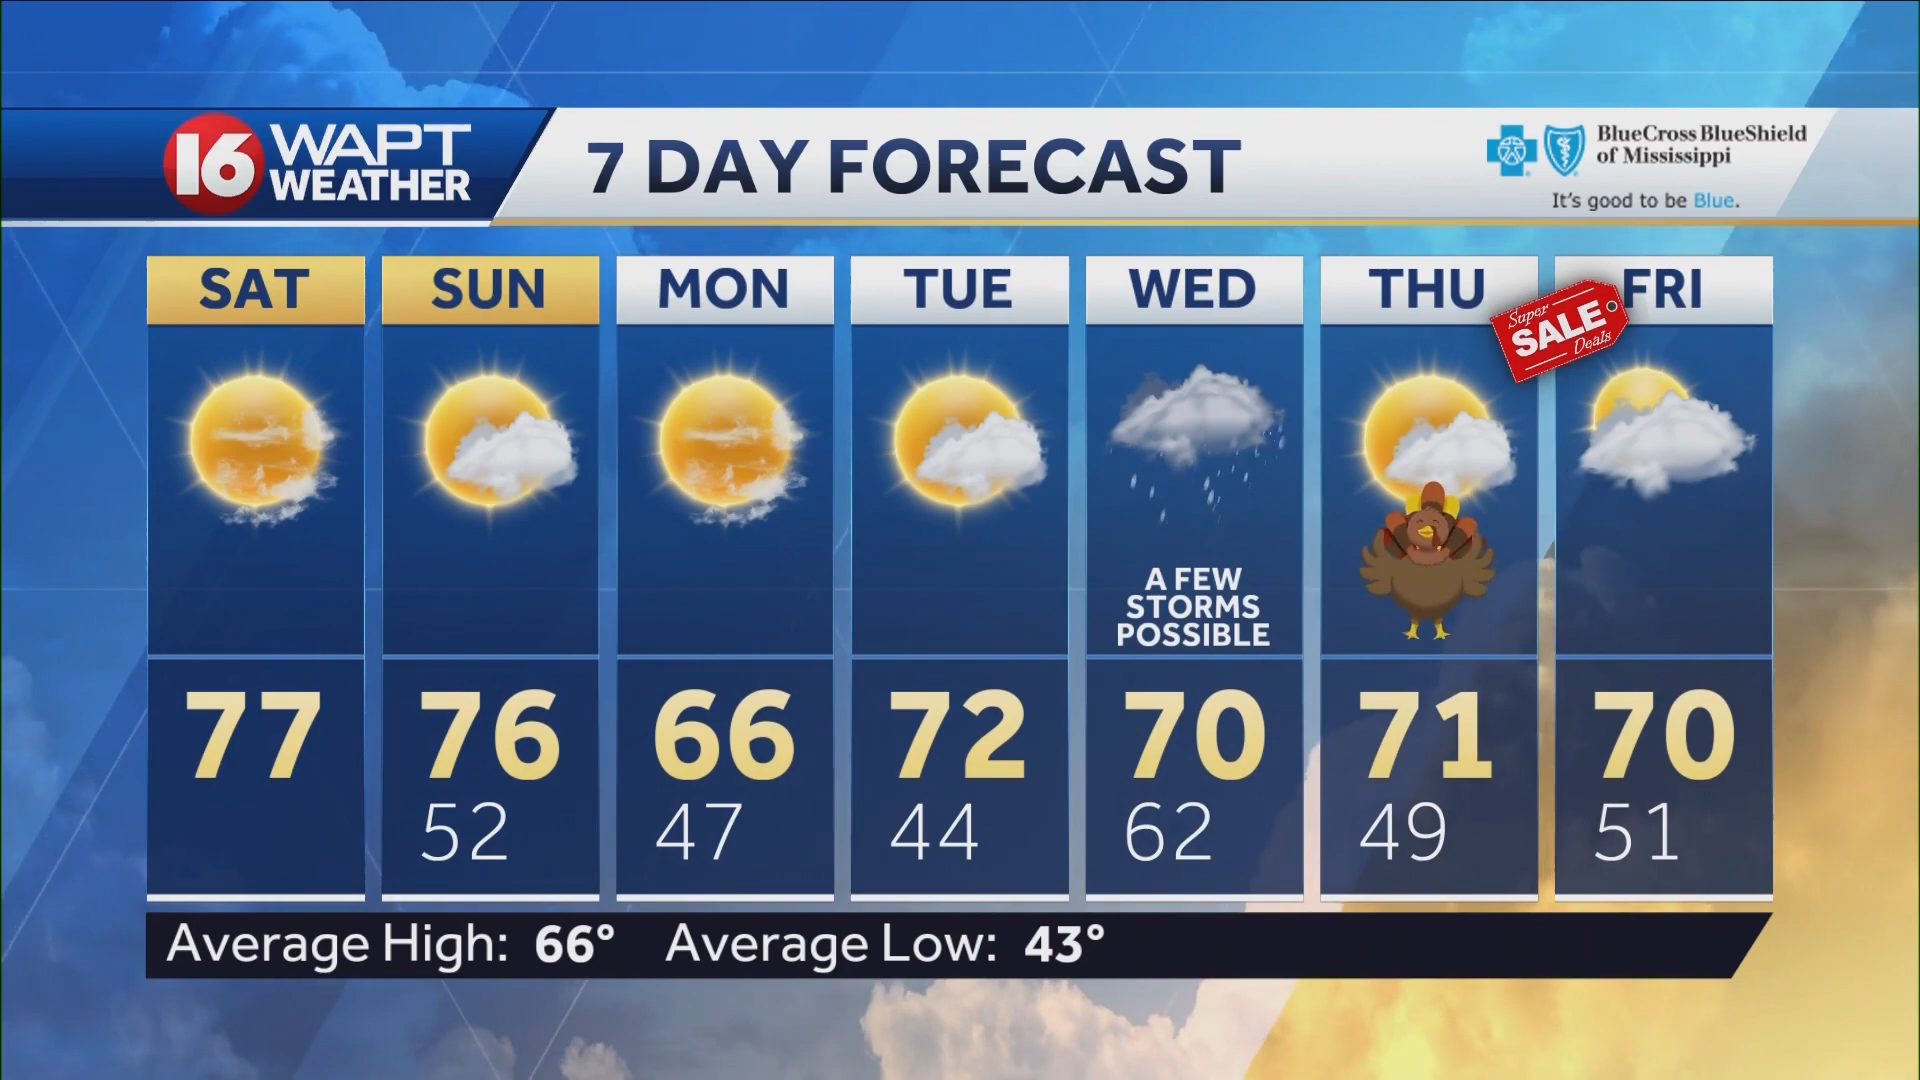 16 WAPT
WEATHER
7 DAY FORECAST
BlueCross BlueShield
of Mississippi
It's good to be Blue.
SAT SUN MON TUE WED THU FRI
Super
SALE
Deals
A FEW
STORMS
POSSIBLE
77 76 66 72 70 71 70
52 47 44 62 49 51
Average High: 66° Average Low: 43°